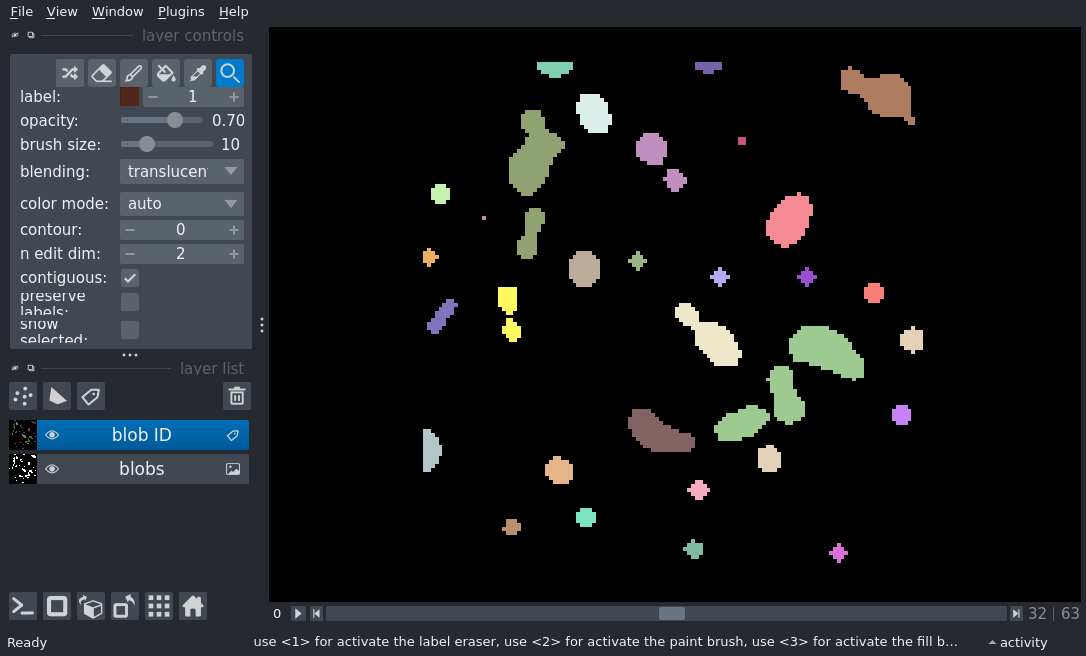 File View Window Plugins Help
layer controls
label: 1
opacity: 0.70
brush size: 10
blending: translucen
color mode: auto
contour: 0
n edit dim: 2
contiguous:
preserve
labels:
show
selected:
layer list
blob ID
blobs
0 32 | 63
Ready use <1> for activate the label eraser, use <2> for activate the paint brush, use <3> for activate the fill b... activity